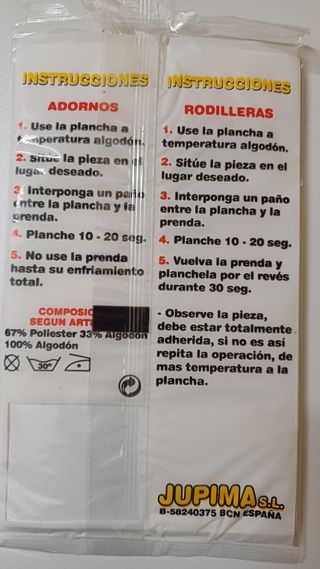 INSTRUCCIONES
ADORNOS
1. Use la plancha a
temperatura algodón.
2. Sitúe la pieza en el
lugar deseado.
3. Interponga un paño
entre la plancha y la
prenda.
4. Planche 10 - 20 seg.
5. No use la prenda
hasta su enfriamiento
total.
COMPOSIC
SEGUN ARTI
67% Poliester 33% Algodón
100% Algodón
30°
INSTRUCCIONES
RODILLERAS
1. Use la plancha a
temperatura algodón.
2. Sitúe la pieza en el
lugar deseado.
3. Interponga un paño
entre la plancha y la
prenda.
4. Planche 10 - 20 seg.
5. Vuelva la prenda y
planchela por el revés
durante 30 seg.
- Observe la pieza,
debe estar totalmente
adherida, si no es así
repita la operación, de
mas temperatura a la
plancha.
JUPIMA S.L.
B-58240375 BCN ESPAÑA